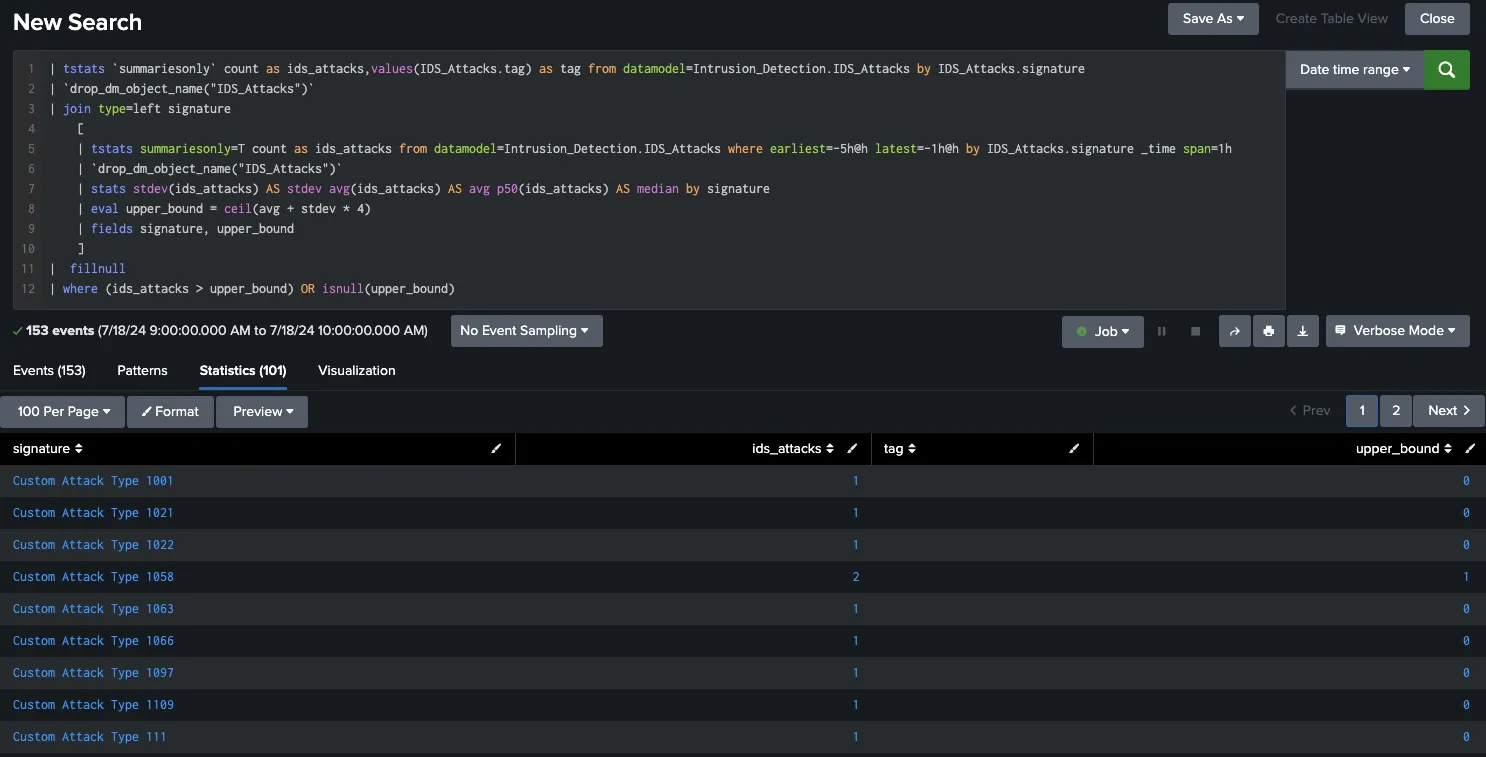 New Search
Save As
Create Table View
Close
1 | tstats `summariesonly` count as ids_attacks,values(IDS_Attacks.tag) as tag from datamodel=Intrusion_Detection.IDS_Attacks by IDS_Attacks.signature
2 | `drop_dm_object_name("IDS_Attacks")`
3 | join type=left signature
4 [
5 | tstats summariesonly=T count as ids_attacks from datamodel=Intrusion_Detection.IDS_Attacks where earliest=-5h@h latest=-1h@h by IDS_Attacks.signature _time span=1h
6 | `drop_dm_object_name("IDS_Attacks")`
7 | stats stdev(ids_attacks) AS stdev avg(ids_attacks) AS avg p50(ids_attacks) AS median by signature
8 | eval upper_bound = ceil(avg + stdev * 4)
9 | fields signature, upper_bound
10 ]
11 | fillnull
12 | where (ids_attacks > upper_bound) OR isnull(upper_bound)
Date time range
153 events (7/18/24 9:00:00.000 AM to 7/18/24 10:00:00.000 AM)
No Event Sampling
Job
Verbose Mode
Events (153) Patterns Statistics (101) Visualization
100 Per Page Format Preview
< Prev 1 2 Next >
signature ids_attacks tag upper_bound
Custom Attack Type 1001 1 0
Custom Attack Type 1021 1 0
Custom Attack Type 1022 1 0
Custom Attack Type 1058 2 1
Custom Attack Type 1063 1 0
Custom Attack Type 1066 1 0
Custom Attack Type 1097 1 0
Custom Attack Type 1109 1 0
Custom Attack Type 111 1 0